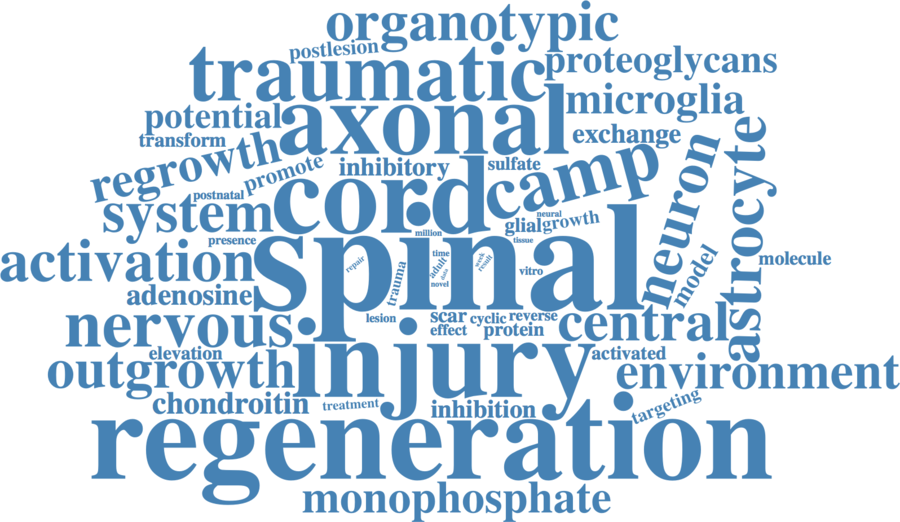 organotypic
postlesion
traumatic
proteoglycans
potential
axonal
microglia
transform
exchange
regrowth
promote
inhibitory
sulfate
camp
neuron
astrocyte
postnatal
cord
system
neural
glial
growth
presence
million
tissue
activation
spinal
repair
trauma
time
adult
data
novel
week
result
vitro
model
molecule
adenosine
nervous
lesion
scar
cyclic
reverse
effect
protein
central
elevation
injury
activated
outgrowth
environment
chondroitin
treatment
inhibition
targeting
regeneration
monophosphate